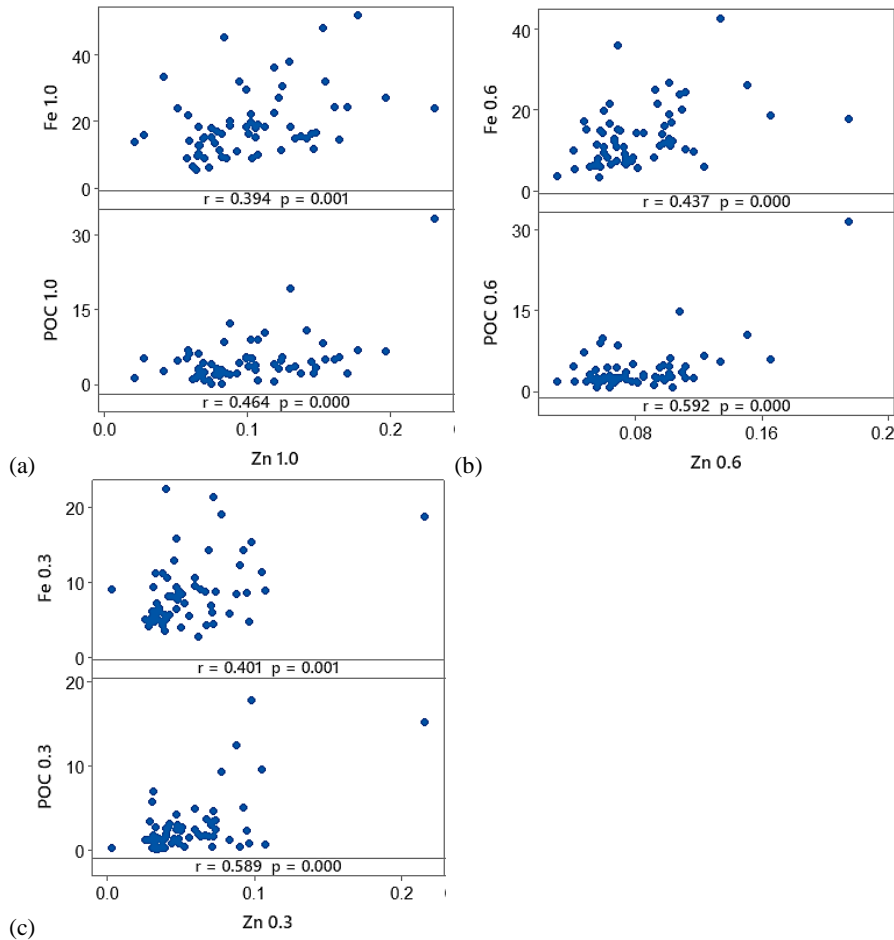 Fe 1.0
40
20
0
r = 0.394 p = 0.001
POC 1.0
30
15
0
r = 0.464 p = 0.000
0.0 0.1 0.2
Zn 1.0
(a)
Fe 0.6
40
20
0
r = 0.437 p = 0.000
POC 0.6
30
15
0
r = 0.592 p = 0.000
0.08 0.16 0.2
Zn 0.6
(b)
Fe 0.3
20
10
0
r = 0.401 p = 0.001
POC 0.3
20
10
0
r = 0.589 p = 0.000
0.0 0.1 0.2
Zn 0.3
(c)